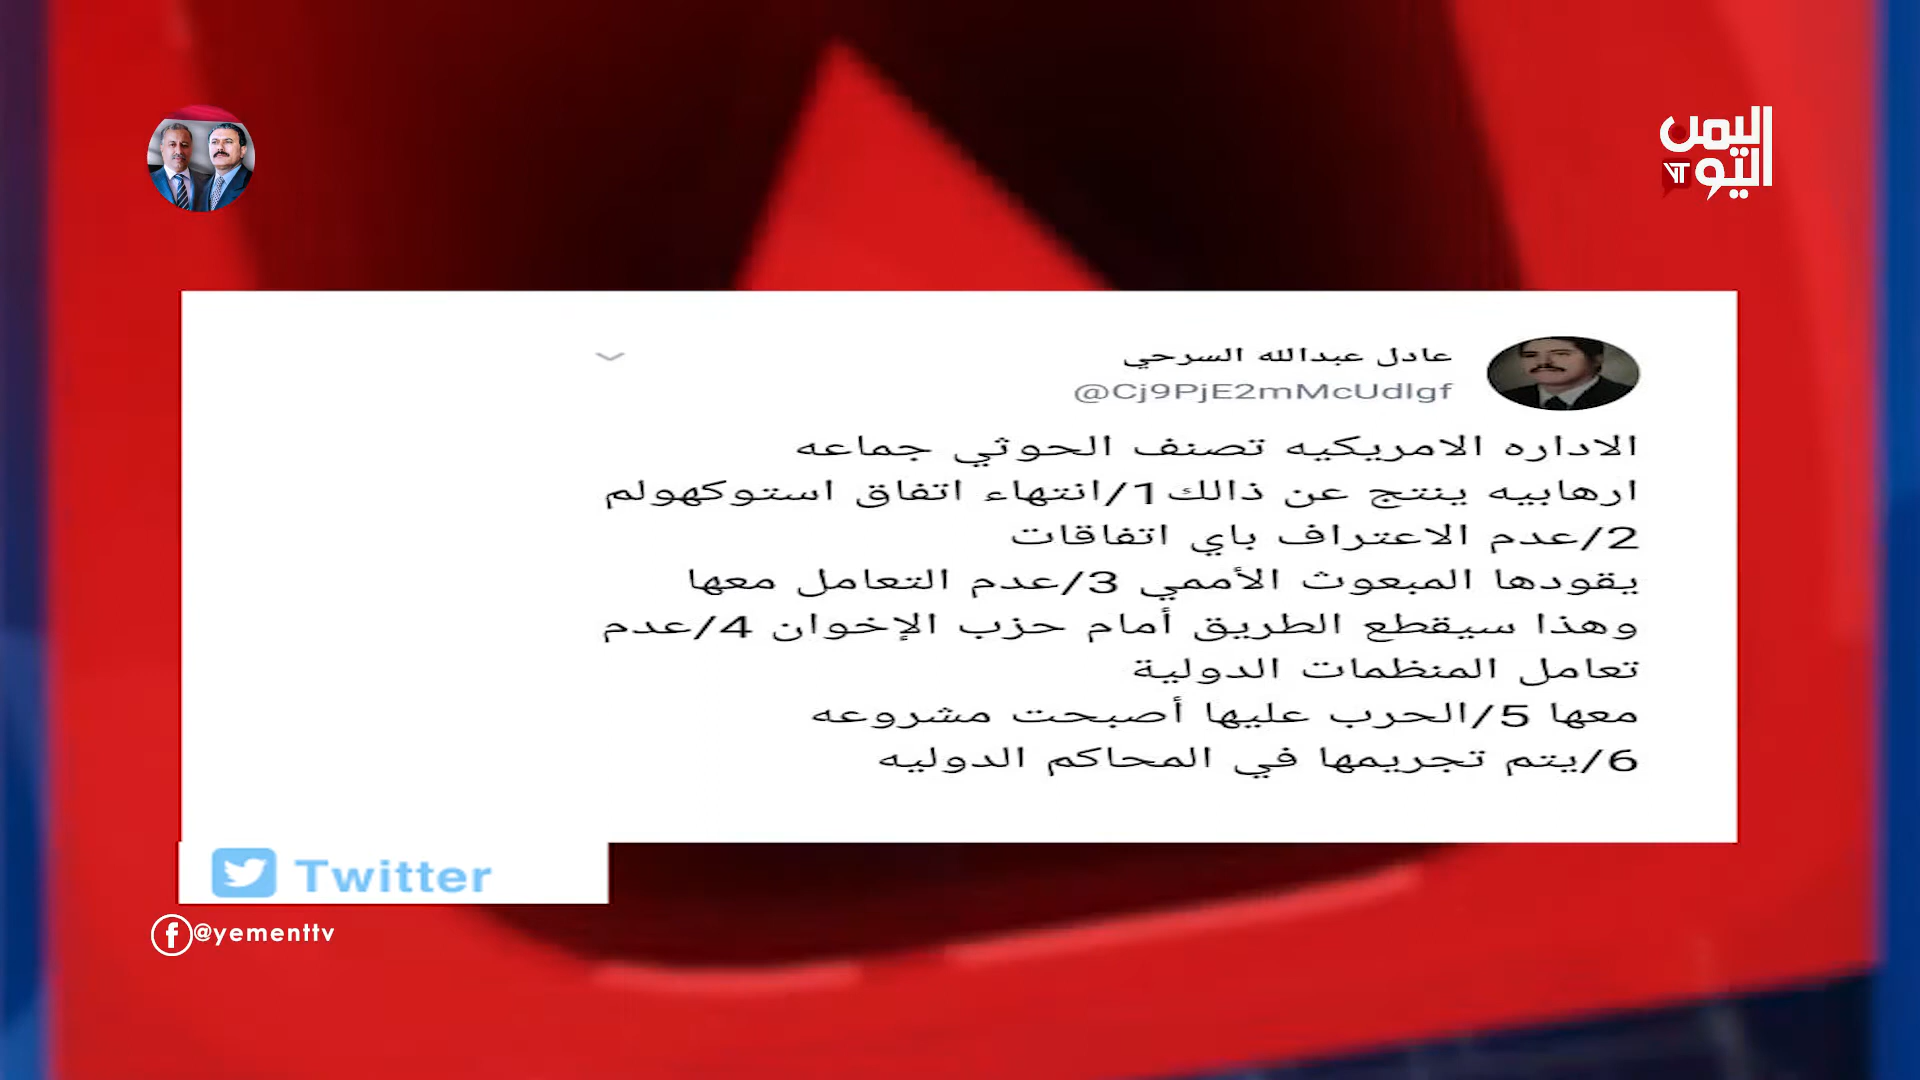 اليمن
اليوم
YT
عادل عبدالله السرحي
@Cj9PjE2mMcUdlgf
الاداره الامريكيه تصنف الحوثي جماعه
ارهابيه ينتج عن ذالك1/انتهاء اتفاق استوكهولم
2/عدم الاعتراف باي اتفاقات
يقودها المبعوث الأممي 3/عدم التعامل معها
وهذا سيقطع الطريق أمام حزب الإخوان 4/عدم
تعامل المنظمات الدولية
معها 5/الحرب عليها أصبحت مشروعه
6/يتم تجريمها في المحاكم الدوليه
Twitter
f@yementtv